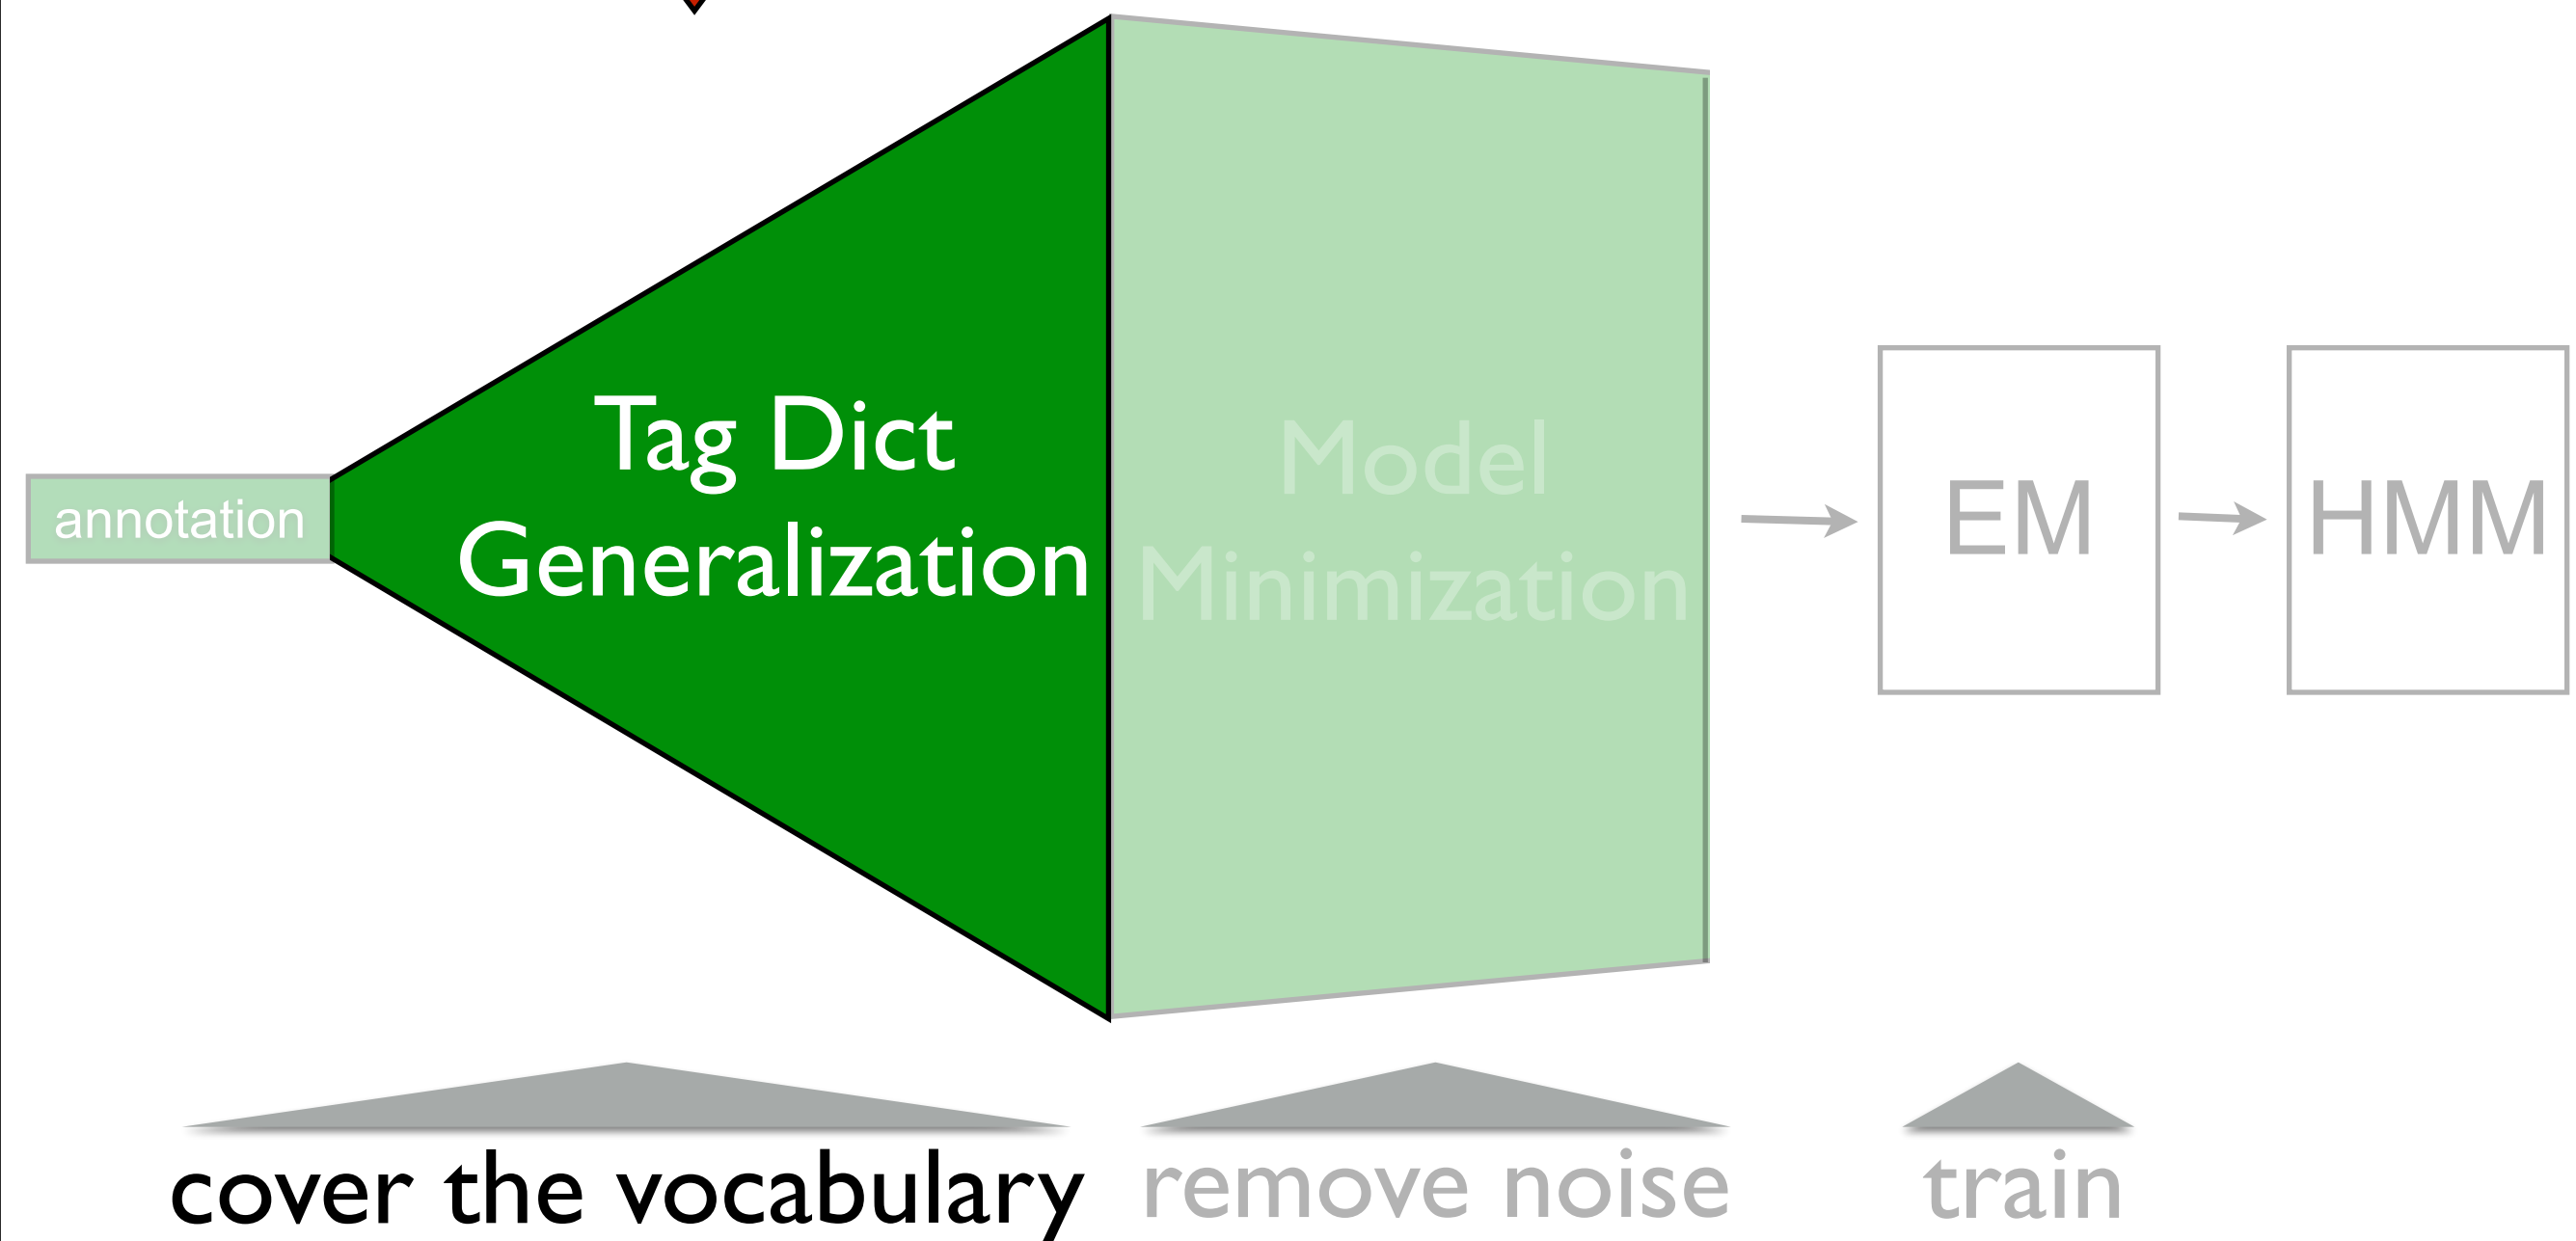 annotation
Tag Dict
Generalization
Model
Minimization
EM
HMM
cover the vocabulary
remove noise
train